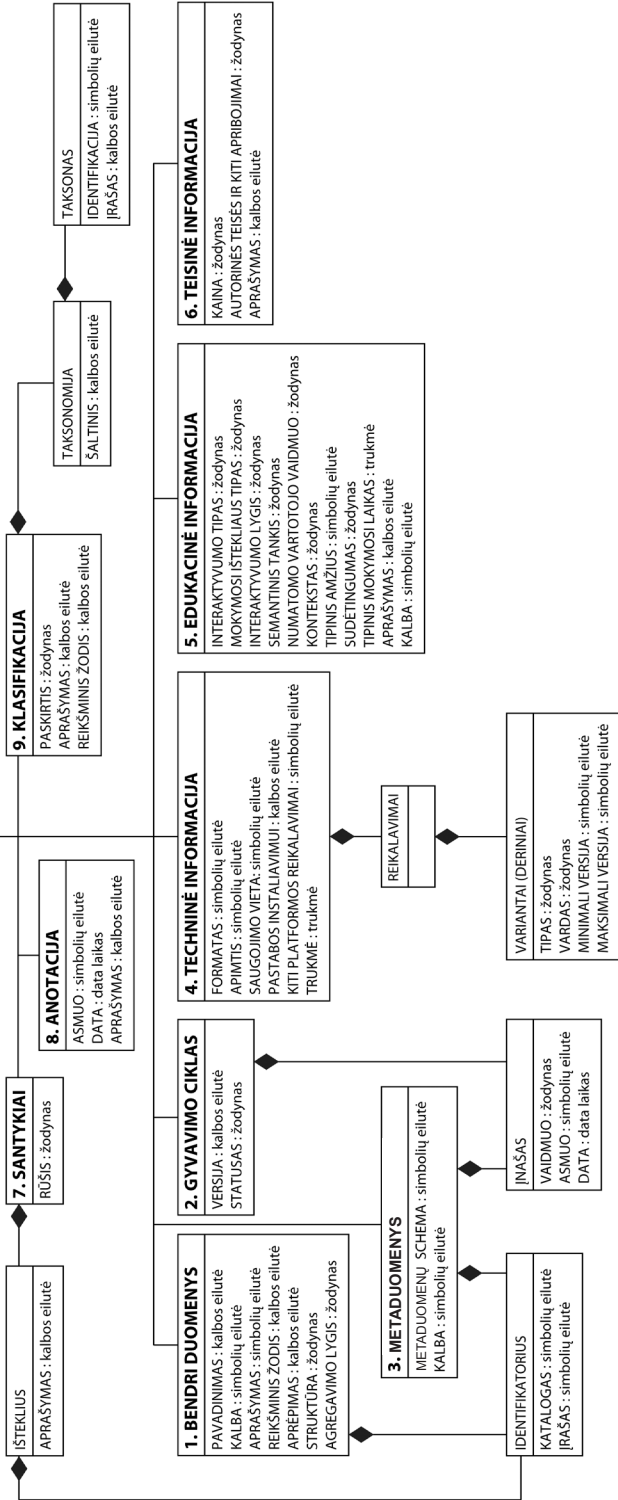 IŠTEKLIUS
APRAŠYMAS : kalbos eilutė
7. SANTYKIAI
RŪŠIS : žodynas
8. ANOTACIJA
ASMUO : simbolių eilutė
DATA : data laikas
APRAŠYMAS : kalbos eilutė
9. KLASIFIKACIJA
PASKIRTIS : žodynas
APRAŠYMAS : kalbos eilutė
REIKŠMINIS ŽODIS : kalbos eilutė
TAKSONOMIJA
ŠALTINIS : kalbos eilutė
TAKSONAS
IDENTIFIKACIJA : simbolių eilutė
ĮRAŠAS : kalbos eilutė
1. BENDRI DUOMENYS
PAVADINIMAS : kalbos eilutė
KALBA : simbolių eilutė
APRAŠYMAS : simbolių eilutė
REIKŠMINIS ŽODIS : kalbos eilutė
APRĖPIMAS : kalbos eilutė
STRUKTŪRA : žodynas
AGREGAVIMO LYGIS : žodynas
2. GYVAVIMO CIKLAS
VERSIJA : kalbos eilutė
STATUSAS : žodynas
4. TECHNINĖ INFORMACIJA
FORMATAS : simbolių eilutė
APIMTIS : simbolių eilutė
SAUGOJIMO VIETA: simbolių eilutė
PASTABOS INSTALIAVIMUI : kalbos eilutė
KITI PLATFORMOS REIKALAVIMAI : simbolių eilutė
TRUKMĖ : trukmė
5. EDUKACINĖ INFORMACIJA
INTERAKTYVUMO TIPAS : žodynas
MOKYMOSI IŠTEKLIAUS TIPAS : žodynas
INTERAKTYVUMO LYGIS : žodynas
SEMANTINIS TANKIS : žodynas
NUMATOMO VARTOTOJO VAIDMUO : žodynas
KONTEKSTAS : žodynas
TIPINIS AMŽIUS : simbolių eilutė
SUDĖTINGUMAS : žodynas
TIPINIS MOKYMOSI LAIKAS : trukmė
APRAŠYMAS : kalbos eilutė
KALBA : simbolių eilutė
6. TEISINĖ INFORMACIJA
KAINA : žodynas
AUTORINĖS TEISĖS IR KITI APRIBOJIMAI : žodynas
APRAŠYMAS : kalbos eilutė
3. METADUOMENYS
METADUOMENŲ SCHEMA : simbolių eilutė
KALBA : simbolių eilutė
REIKALAVIMAI
IDENTIFIKATORIUS
KATALOGAS : simbolių eilutė
ĮRAŠAS : simbolių eilutė
ĮNAŠAS
VAIDMUO : žodynas
ASMUO : simbolių eilutė
DATA : data laikas
VARIANTAI (DERINIAI)
TIPAS : žodynas
VARDAS : žodynas
MINIMALI VERSIJA : simbolių eilutė
MAKSIMALI VERSIJA : simbolių eilutė